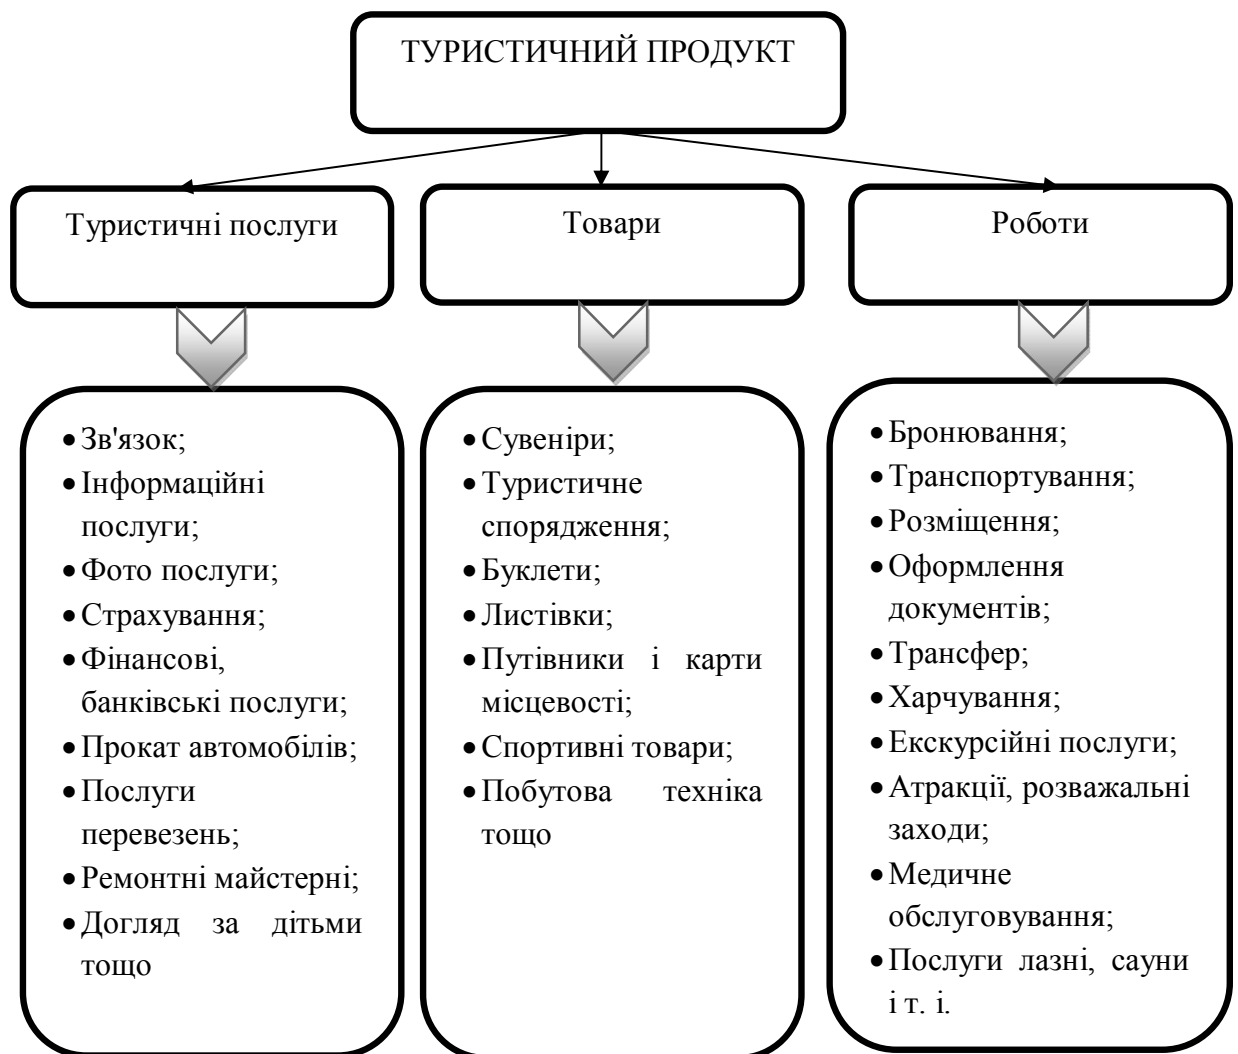 ТУРИСТИЧНИЙ ПРОДУКТ
Туристичні послуги
Товари
Роботи
•Зв'язок;
•Інформаційні
послуги;
•Фото послуги;
•Страхування;
•Фінансові,
банківські послуги;
•Прокат автомобілів;
•Послуги
перевезень;
•Ремонтні майстерні;
•Догляд за дітьми
тощо
•Сувеніри;
•Туристичне
спорядження;
•Буклети;
•Листівки;
•Путівники і карти
місцевості;
•Спортивні товари;
•Побутова техніка
тощо
•Бронювання;
•Транспортування;
•Розміщення;
•Оформлення
документів;
•Трансфер;
•Харчування;
•Екскурсійні послуги;
•Атракції, розважальні
заходи;
•Медичне
обслуговування;
•Послуги лазні, сауни
і т. і.